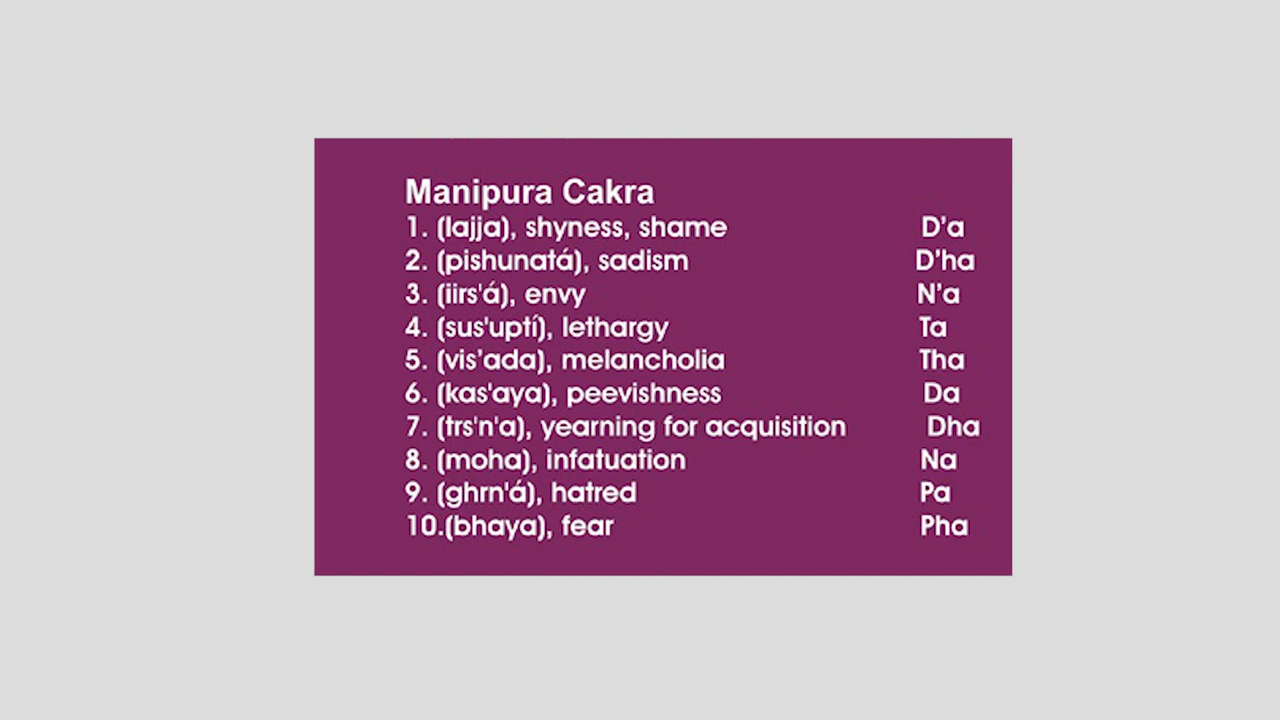 Manipura Cakra
1. (lajja), shyness, shame D'a
2. (pishunatá), sadism D'ha
3. (iirs'á), envy N'a
4. (sus'uptí), lethargy Ta
5. (vis’ada), melancholia Tha
6. (kas'aya), peevishness Da
7. (trs'n'a), yearning for acquisition Dha
8. (moha), infatuation Na
9. (ghrn'á), hatred Pa
10.(bhaya), fear Pha